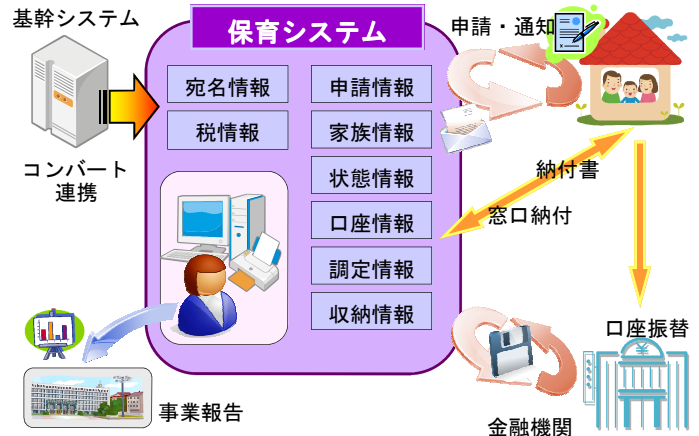 基幹システム
保育システム
申請・通知
宛名情報
申請情報
税情報
家族情報
コンバート
連携
状態情報
納付書
口座情報
窓口納付
調定情報
収納情報
口座振替
事業報告
金融機関
¥